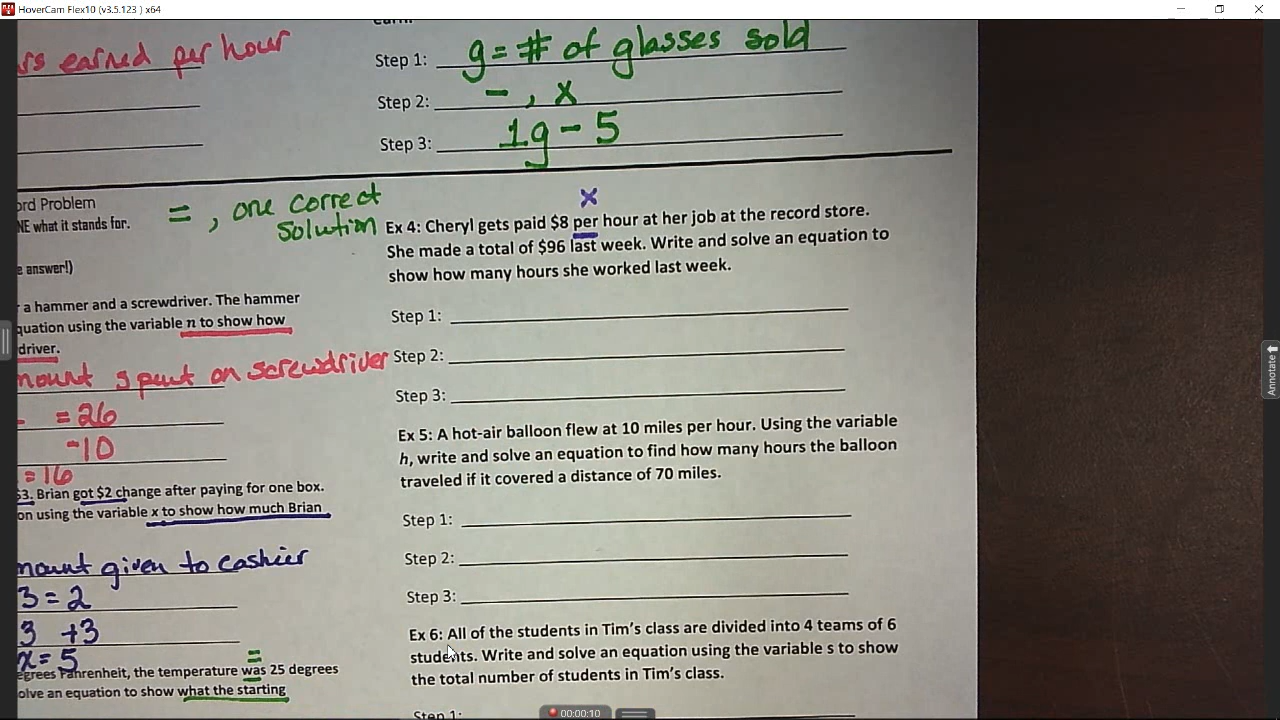 HoverCam Flex10 (v3.5.123 ) x64
earned per hour
Step 1: g = # of glasses sold
Step 2: - , x
Step 3: 1g - 5
ord Problem
NE what it stands for.
= , one correct
solution
e answer!)
a hammer and a screwdriver. The hammer
quation using the variable n to show how
driver.
mount spent on screwdriver
= 26
-10
= 16
$3. Brian got $2 change after paying for one box.
on using the variable x to show how much Brian
mount given to cashier
3 = 2
3 +3
x = 5
=
egrees Fahrenheit, the temperature was 25 degrees
olve an equation to show what the starting
x
Ex 4: Cheryl gets paid $8 per hour at her job at the record store.
She made a total of $96 last week. Write and solve an equation to
show how many hours she worked last week.
Step 1:
Step 2:
Step 3:
Ex 5: A hot-air balloon flew at 10 miles per hour. Using the variable
h, write and solve an equation to find how many hours the balloon
traveled if it covered a distance of 70 miles.
Step 1:
Step 2:
Step 3:
Ex 6: All of the students in Tim's class are divided into 4 teams of 6
students. Write and solve an equation using the variable s to show
the total number of students in Tim's class.
Step 1:
Annotate
00:00:10